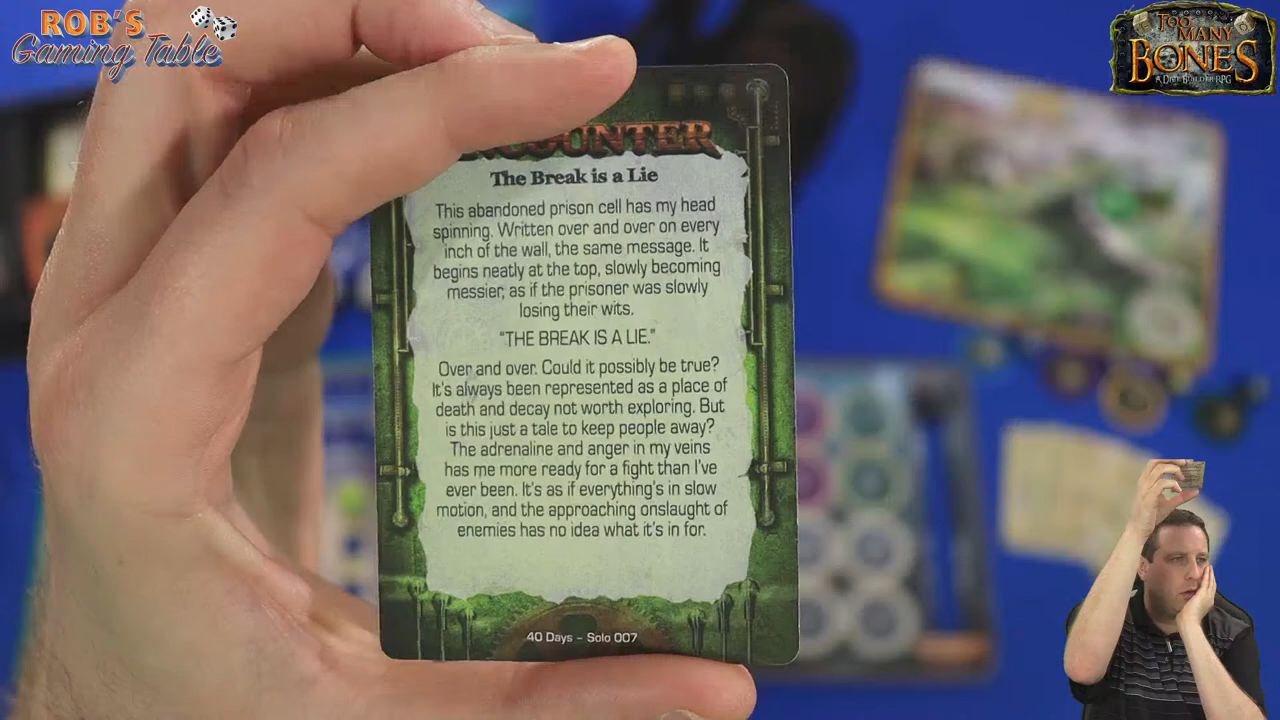 ROB'S
Gaming Table
TOO
MANY
BONES
A DICE BUILDER RPG
ENCOUNTER
The Break is a Lie
This abandoned prison cell has my head
spinning. Written over and over on every
inch of the wall, the same message. It
begins neatly at the top, slowly becoming
messier, as if the prisoner was slowly
losing their wits.
"THE BREAK IS A LIE."
Over and over. Could it possibly be true?
It's always been represented as a place of
death and decay not worth exploring. But
is this just a tale to keep people away?
The adrenaline and anger in my veins
has me more ready for a fight than I've
ever been. It's as if everything's in slow
motion, and the approaching onslaught of
enemies has no idea what it's in for.
40 Days – Solo 007